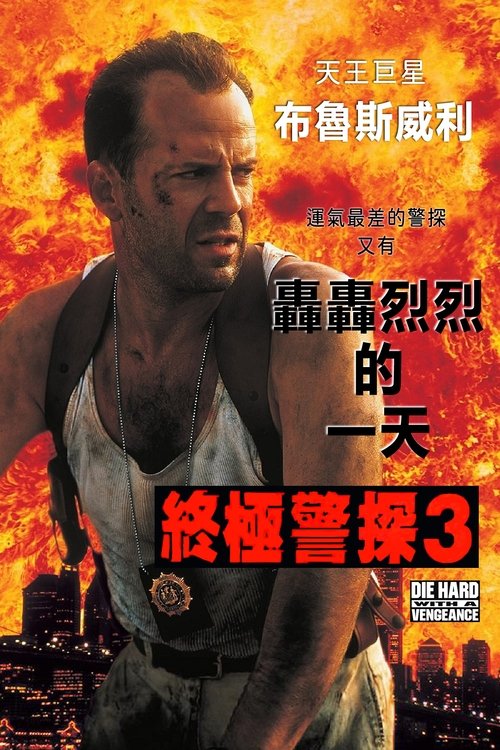 天王巨星
布魯斯威利
運氣最差的警探
又有
轟轟烈烈
的
一天
終極警探3
DIE HARD
WITH A
VENGEANCE